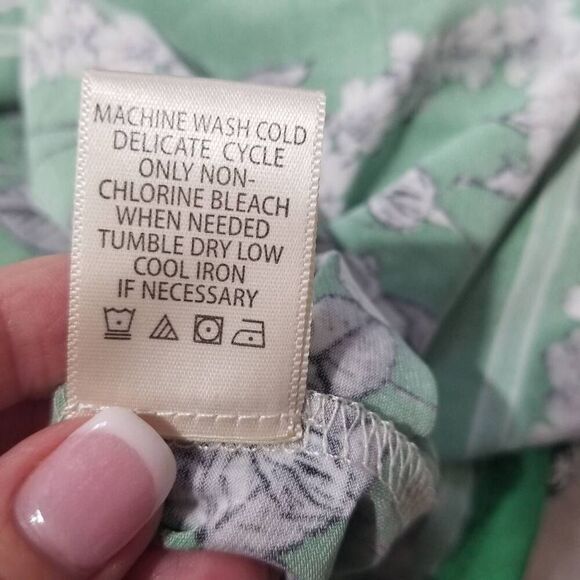 MACHINE WASH COLD
DELICATE CYCLE
ONLY NON-
CHLORINE BLEACH
WHEN NEEDED
TUMBLE DRY LOW
COOL IRON
IF NECESSARY